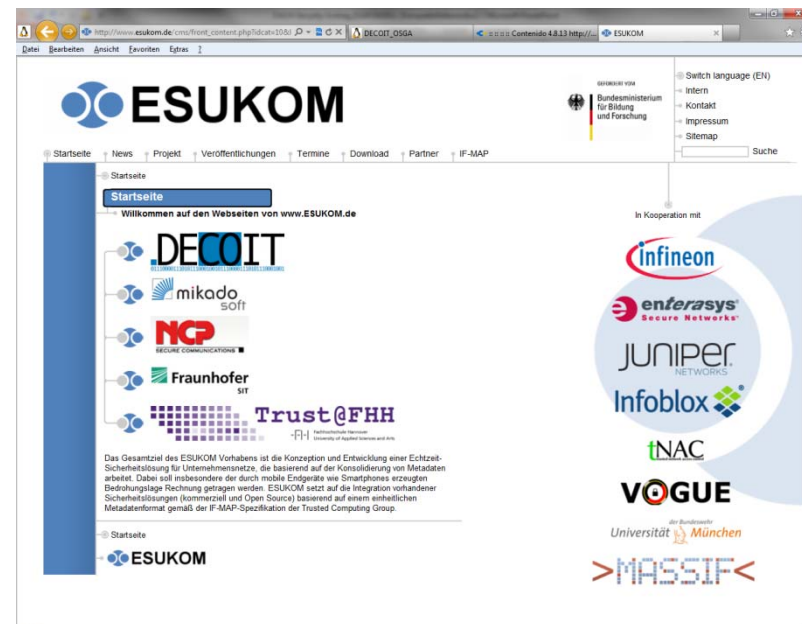 http://www.esukom.de/cms/front_content.php?idcat=10&
DECOIT_OSGA
Contenido 4.8.13 http://...
ESUKOM
Datei Bearbeiten Ansicht Favoriten Extras ?
ESUKOM
GEFÖRDERT VOM
Bundesministerium
für Bildung
und Forschung
Switch language (EN)
Intern
Kontakt
Impressum
Sitemap
Suche
Startseite News Projekt Veröffentlichungen Termine Download Partner IF-MAP
Startseite
Startseite
Willkommen auf den Webseiten von www.ESUKOM.de
.DECOIT
mikado
soft
NCP
SECURE COMMUNICATIONS
Fraunhofer
SIT
Trust@FHH
Fachhochschule Hannover
University of Applied Sciences and Arts
Das Gesamtziel des ESUKOM Vorhabens ist die Konzeption und Entwicklung einer Echtzeit-
Sicherheitslösung für Unternehmensnetze, die basierend auf der Konsolidierung von Metadaten
arbeitet. Dabei soll insbesondere der durch mobile Endgeräte wie Smartphones erzeugten
Bedrohungslage Rechnung getragen werden. ESUKOM setzt auf die Integration vorhandener
Sicherheitslösungen (kommerziell und Open Source) basierend auf einem einheitlichen
Metadatenformat gemäß der IF-MAP-Spezifikation der Trusted Computing Group.
Startseite
ESUKOM
In Kooperation mit
infineon
enterasys
Secure Networks
JUNIPER
NETWORKS
Infoblox
tNAC
VOGUE
der Bundeswehr
Universität München
>MASSIF<